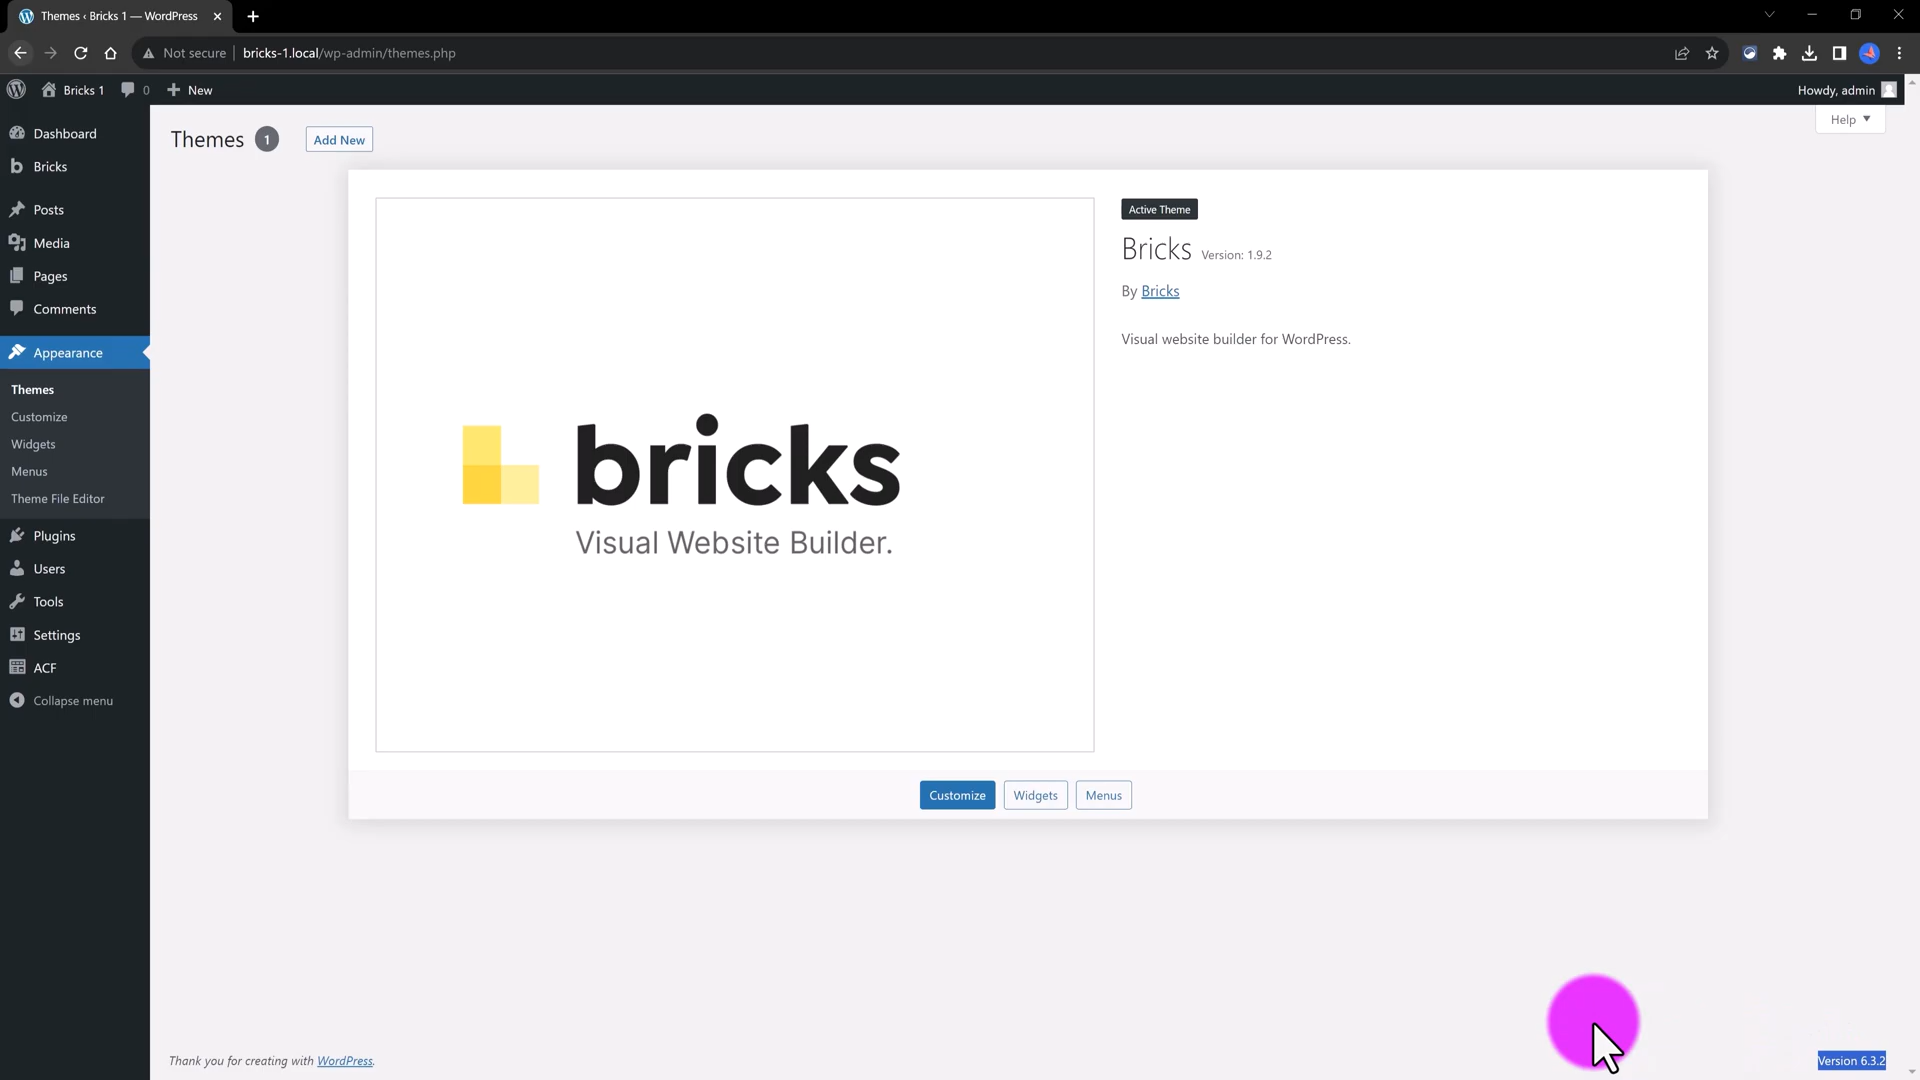 Themes ‹ Bricks 1 — WordPress
Not secure
bricks-1.local/wp-admin/themes.php
Bricks 1
0
New
Howdy, admin
Help
Dashboard
Bricks
Posts
Media
Pages
Comments
Appearance
Themes
Customize
Widgets
Menus
Theme File Editor
Plugins
Users
Tools
Settings
ACF
Collapse menu
Themes 1
Add New
bricks
Visual Website Builder.
Active Theme
Bricks Version: 1.9.2
By Bricks
Visual website builder for WordPress.
Customize
Widgets
Menus
Thank you for creating with WordPress.
Version 6.3.2